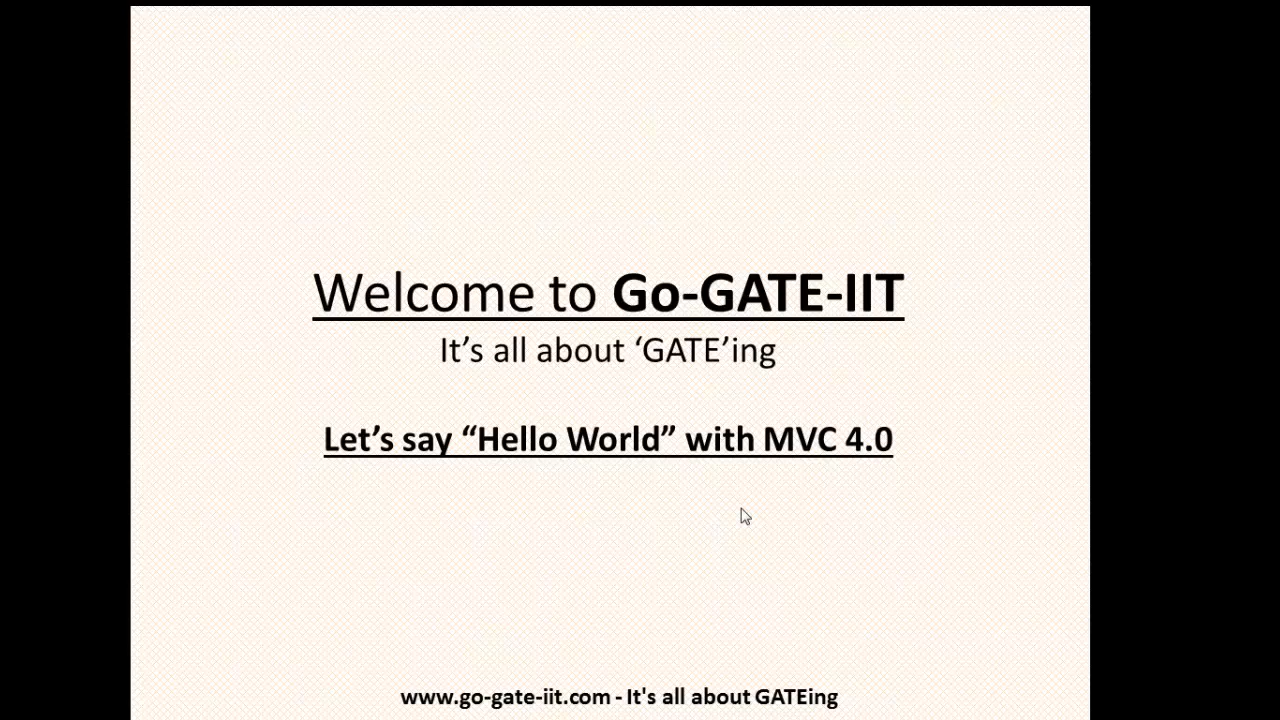 Welcome to Go-GATE-IIT
It’s all about ‘GATE’ing
Let’s say “Hello World” with MVC 4.0
www.go-gate-iit.com - It's all about GATEing